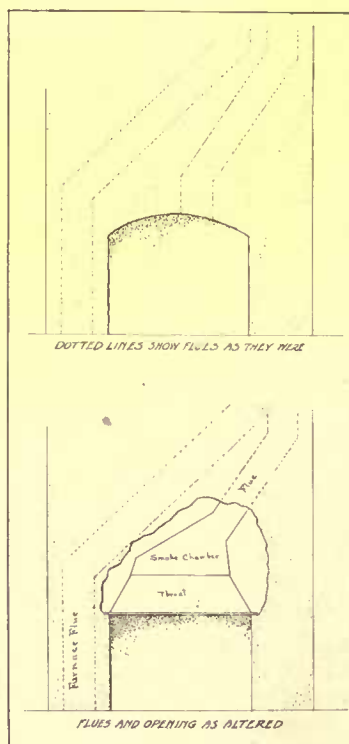 DOTTED LINES SHOW FLUES AS THEY WERE
Flue
Smoke Chamber
Throat
Furnace Flue
FLUES AND OPENING AS ALTERED